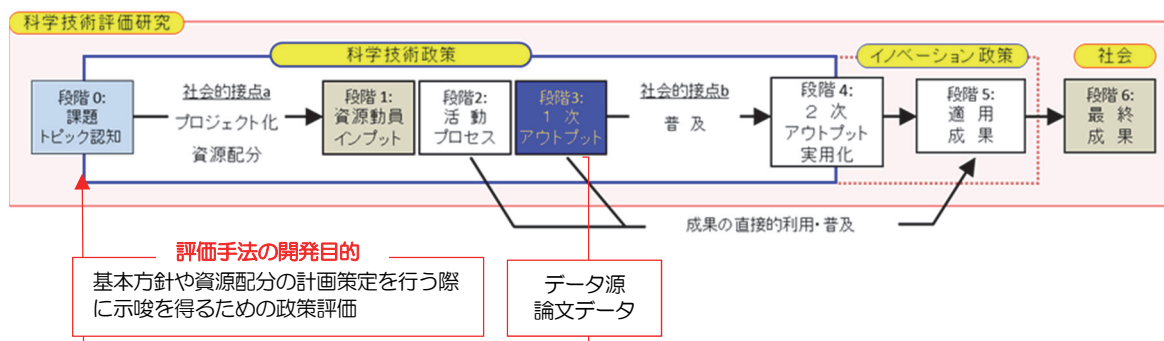 科学技術評価研究
科学技術政策
イノベーション政策
社会
段階 0:
課題
トピック認知
社会的接点a
プロジェクト化
資源配分
段階 1:
資源動員
インプット
段階2:
活動
プロセス
段階3:
1 次
アウトプット
社会的接点b
普及
段階 4:
2 次
アウトプット
実用化
段階 5:
適用
成果
段階 6:
最終
成果
成果の直接的利用・普及
評価手法の開発目的
基本方針や資源配分の計画策定を行う際
に示唆を得るための政策評価
データ源
論文データ